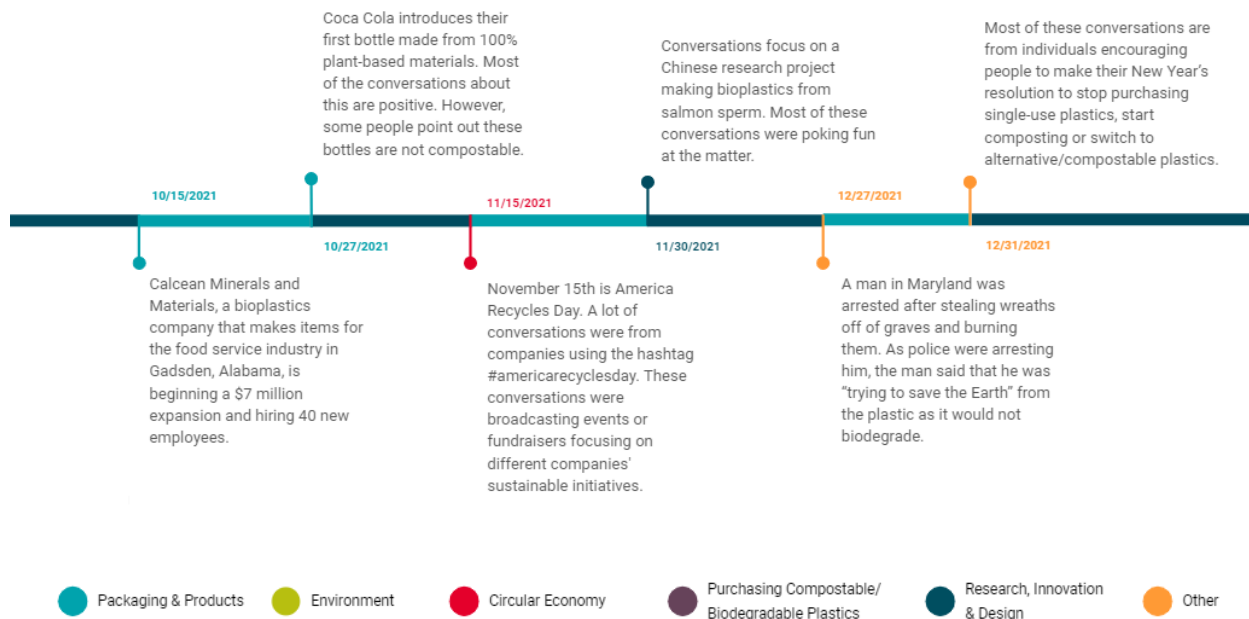 Coca Cola introduces their
first bottle made from 100%
plant-based materials. Most
of the conversations about
this are positive. However,
some people point out these
bottles are not compostable.
Conversations focus on a
Chinese research project
making bioplastics from
salmon sperm. Most of these
conversations were poking fun
at the matter.
Most of these conversations are
from individuals encouraging
people to make their New Year's
resolution to stop purchasing
single-use plastics, start
composting or switch to
alternative/compostable plastics.
10/15/2021
11/15/2021
12/27/2021
10/27/2021
11/30/2021
12/31/2021
Calcean Minerals and
Materials, a bioplastics
company that makes items for
the food service industry in
Gadsden, Alabama, is
beginning a $7 million
expansion and hiring 40 new
employees.
November 15th is America
Recycles Day. A lot of
conversations were from
companies using the hashtag
#americarecyclesday. These
conversations were
broadcasting events or
fundraisers focusing on
different companies'
sustainable initiatives.
A man in Maryland was
arrested after stealing wreaths
off of graves and burning
them. As police were arresting
him, the man said that he was
“trying to save the Earth” from
the plastic as it would not
biodegrade.
Packaging & Products
Environment
Circular Economy
Purchasing Compostable/
Biodegradable Plastics
Research, Innovation
& Design
Other